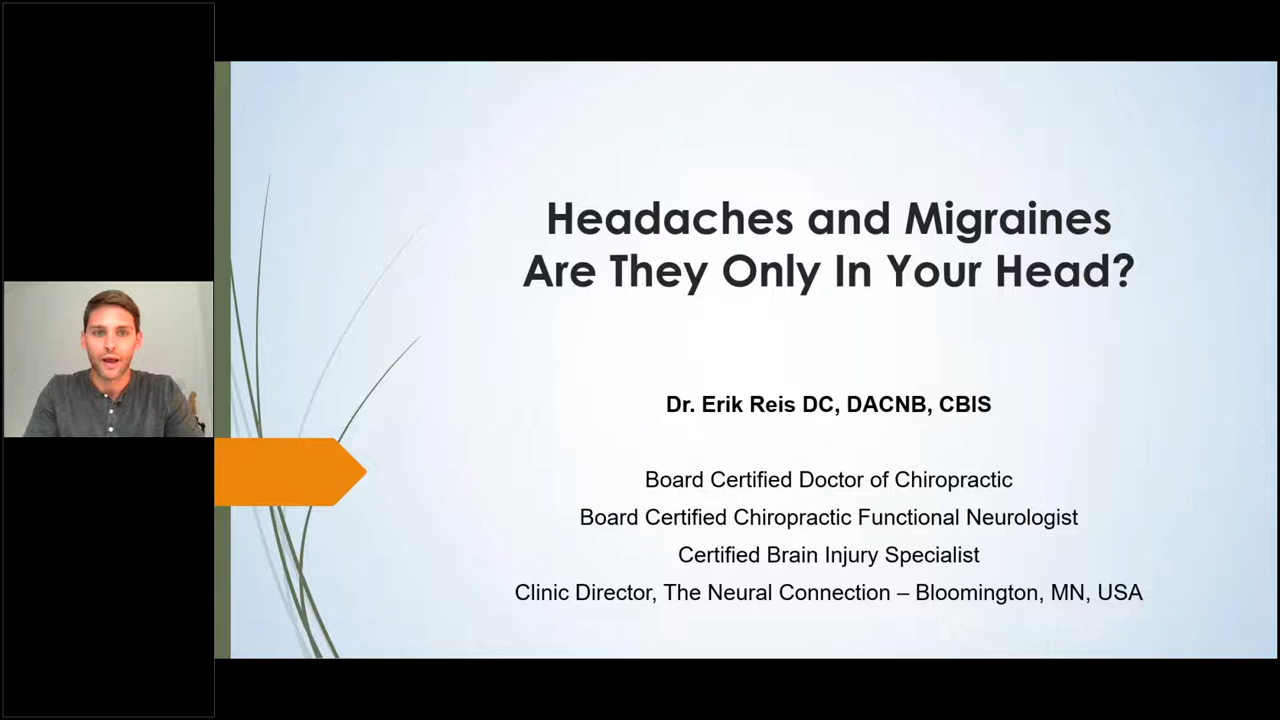 Headaches and Migraines
Are They Only In Your Head?
Dr. Erik Reis DC, DACNB, CBIS
Board Certified Doctor of Chiropractic
Board Certified Chiropractic Functional Neurologist
Certified Brain Injury Specialist
Clinic Director, The Neural Connection – Bloomington, MN, USA